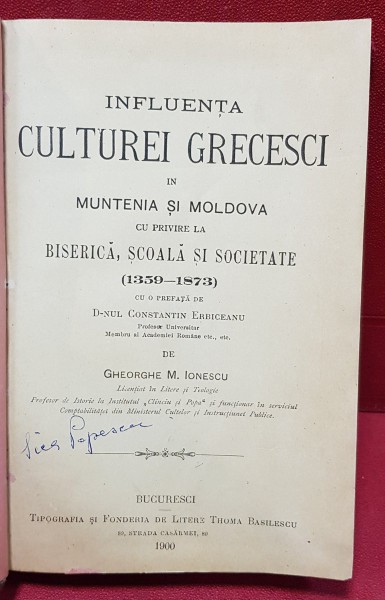 INFLUENȚA
CULTUREI GRECESCI
IN
MUNTENIA ȘI MOLDOVA
CU PRIVIRE LA
BISERICĂ, ȘCOALĂ ȘI SOCIETATE
(1359—1873)
CU O PREFAȚĂ DE
D-NUL CONSTANTIN ERBICEANU
Profesor Universitar
Membru al Academiei Române etc., etc.
DE
GHEORGHE M. IONESCU
Licențiat în Litere și Teologie
Profesor de Istorie la Institutul „Clinciu și Popa" și funcționar în serviciul
Comptabilităței din Ministerul Cultelor și Instrucțiunei Publice.
Popescu
BUCURESCI
TIPOGRAFIA ȘI FONDERIA DE LITERE THOMA BASILESCU
STRADA CASĂRMEI,
1900